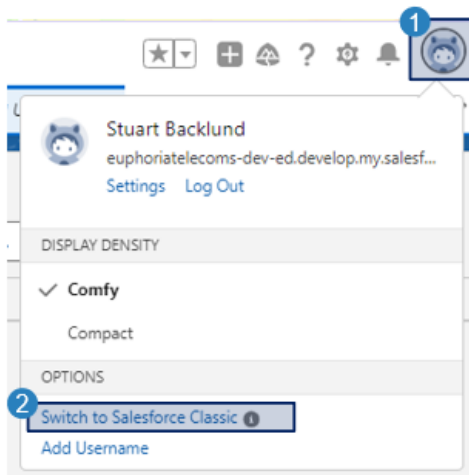 1
?
Stuart Backlund
euphoriatelecoms-dev-ed.develop.my.salesf...
Settings Log Out
DISPLAY DENSITY
✓ Comfy
Compact
OPTIONS
2
Switch to Salesforce Classic
Add Username